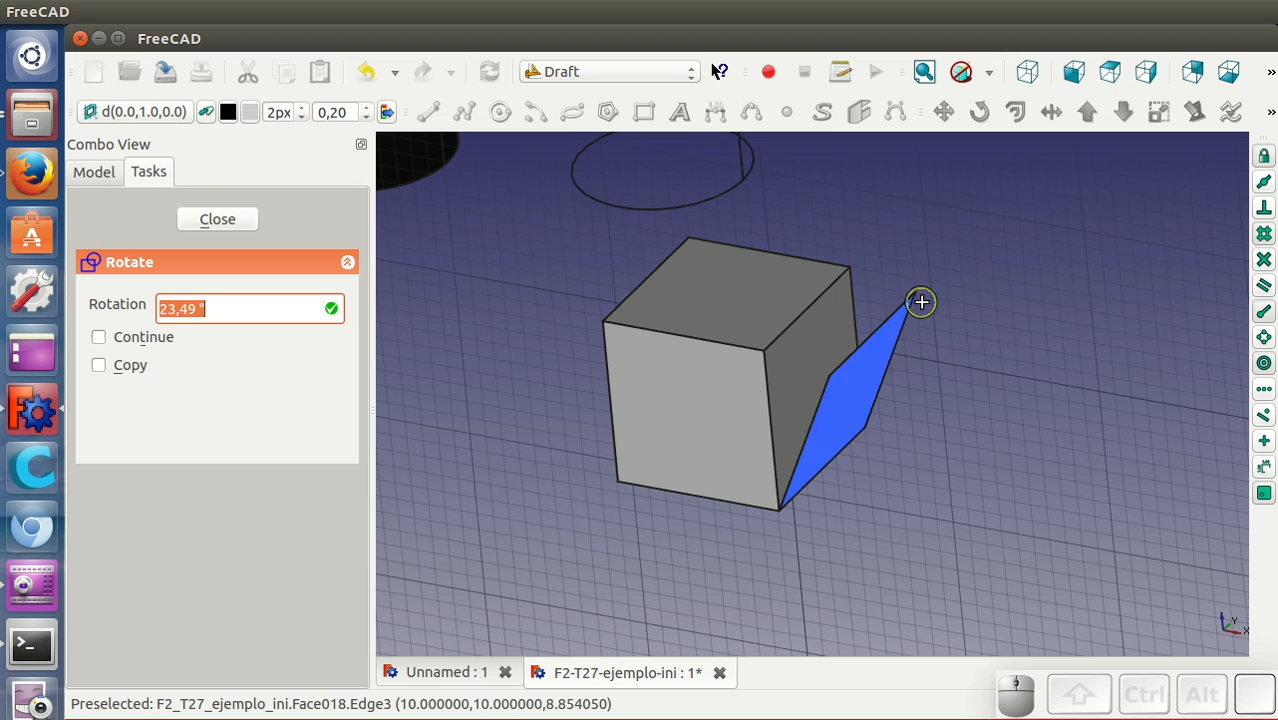 FreeCAD
FreeCAD
Draft
d(0.0,1.0,0.0)
2px
0,20
»
»
Combo View
Model
Tasks
Close
Rotate
Rotation
23,49 °
Continue
Copy
Y
X
Unnamed : 1
F2-T27-ejemplo-ini : 1*
Preselected: F2_T27_ejemplo_ini.Face018.Edge3 (10.000000,10.000000,8.854050)
Ctrl
Alt